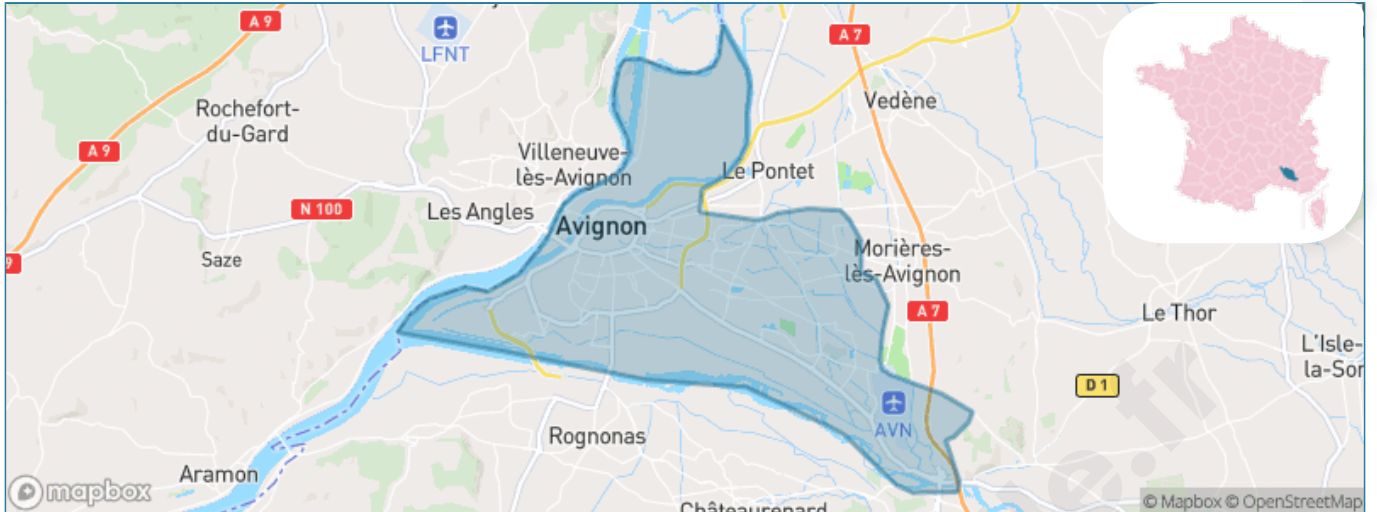 A 9
LFNT
A 7
Vedène
Rochefort-
du-Gard
A 9
Villeneuve-
lès-Avignon
Le Pontet
N 100
Les Angles
Avignon
Saze
Morières-
lès-Avignon
9
A 7
Le Thor
L'Isle-
la-Sor
D 1
AVN
Rognonas
Aramon
Châteaurenard
mapbox
© Mapbox © OpenStreetMap